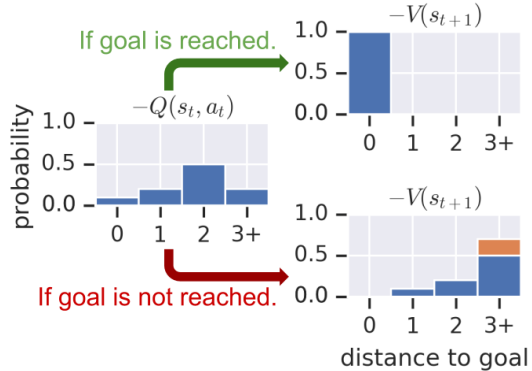 If goal is reached.
−V(s_{t+1})
1.0
0.5
0.0
0 1 2 3+
−Q(s_t, a_t)
probability
1.0
0.5
0.0
0 1 2 3+
If goal is not reached.
−V(s_{t+1})
1.0
0.5
0.0
0 1 2 3+
distance to goal